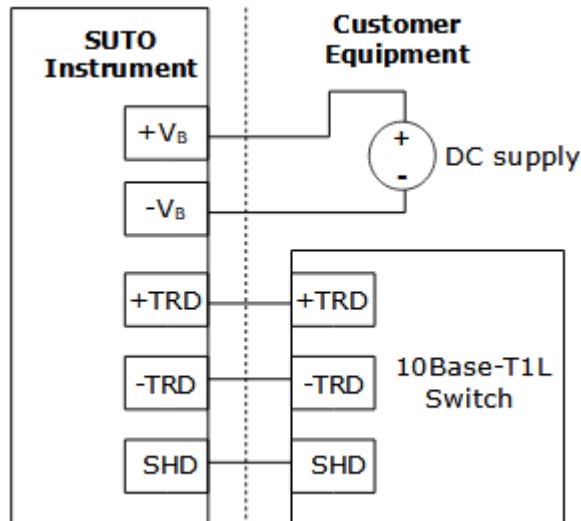 SUTO
Instrument
Customer
Equipment
+VB
+
-
DC supply
-VB
+TRD
+TRD
-TRD
-TRD
10Base-T1L
Switch
SHD
SHD